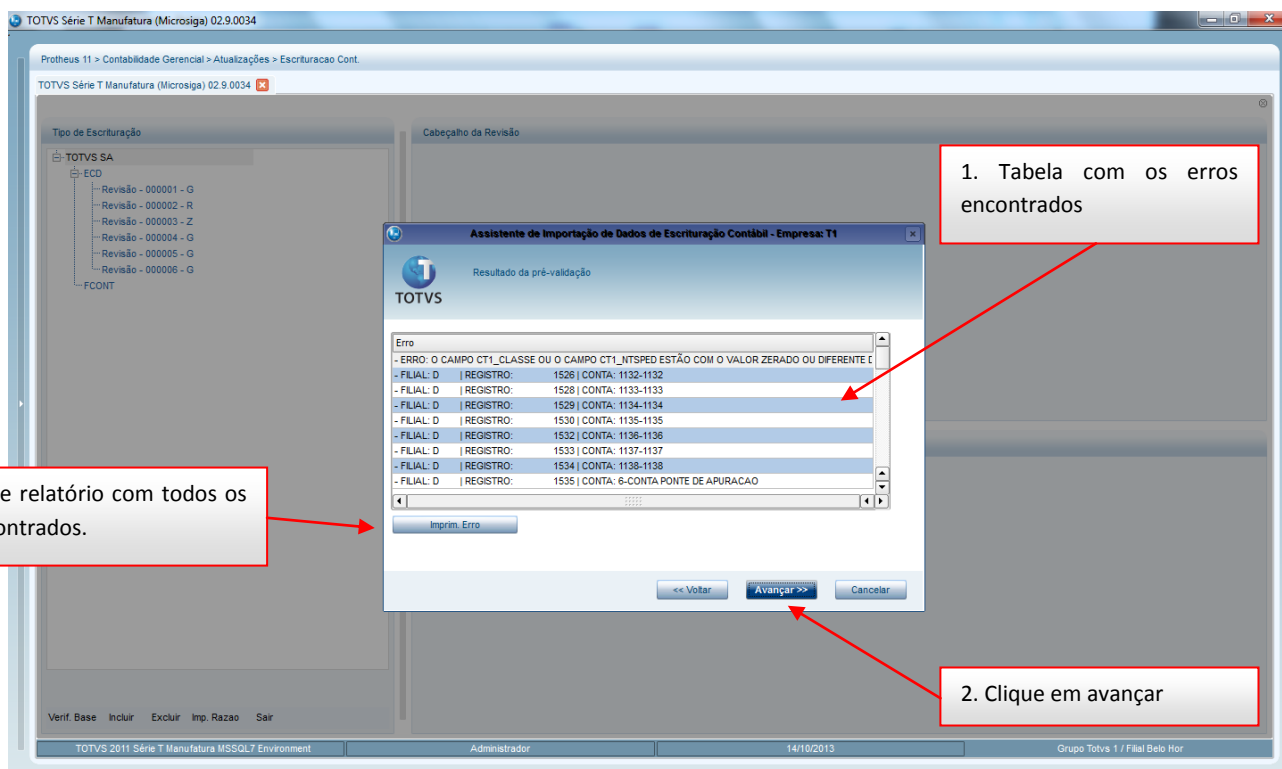 TOTVS Série T Manufatura (Microsiga) 02.9.0034
Protheus 11 > Contabilidade Gerencial > Atualizações > Escrituracao Cont.
TOTVS Série T Manufatura (Microsiga) 02.9.0034
Tipo de Escrituração
Cabeçalho da Revisão
TOTVS SA
ECD
Revisão - 000001 - G
Revisão - 000002 - R
Revisão - 000003 - Z
Revisão - 000004 - G
Revisão - 000005 - G
Revisão - 000006 - G
FCONT
1. Tabela com os erros
encontrados
Assistente de Importação de Dados de Escrituração Contábil - Empresa: T1
TOTVS
Resultado da pré-validação
Erro
- ERRO: O CAMPO CT1_CLASSE OU O CAMPO CT1_NTSPED ESTÃO COM O VALOR ZERADO OU DIFERENTE D
- FILIAL: D | REGISTRO: 1526 | CONTA: 1132-1132
- FILIAL: D | REGISTRO: 1528 | CONTA: 1133-1133
- FILIAL: D | REGISTRO: 1529 | CONTA: 1134-1134
- FILIAL: D | REGISTRO: 1530 | CONTA: 1135-1135
- FILIAL: D | REGISTRO: 1532 | CONTA: 1136-1136
- FILIAL: D | REGISTRO: 1533 | CONTA: 1137-1137
- FILIAL: D | REGISTRO: 1534 | CONTA: 1138-1138
- FILIAL: D | REGISTRO: 1535 | CONTA: 6-CONTA PONTE DE APURACAO
e relatório com todos os
ontrados.
Imprim. Erro
<< Voltar Avançar >> Cancelar
2. Clique em avançar
Verif. Base Incluir Excluir Imp. Razao Sair
TOTVS 2011 Série T Manufatura MSSQL7 Environment Administrador 14/10/2013 Grupo Totvs 1 / Filial Belo Hor